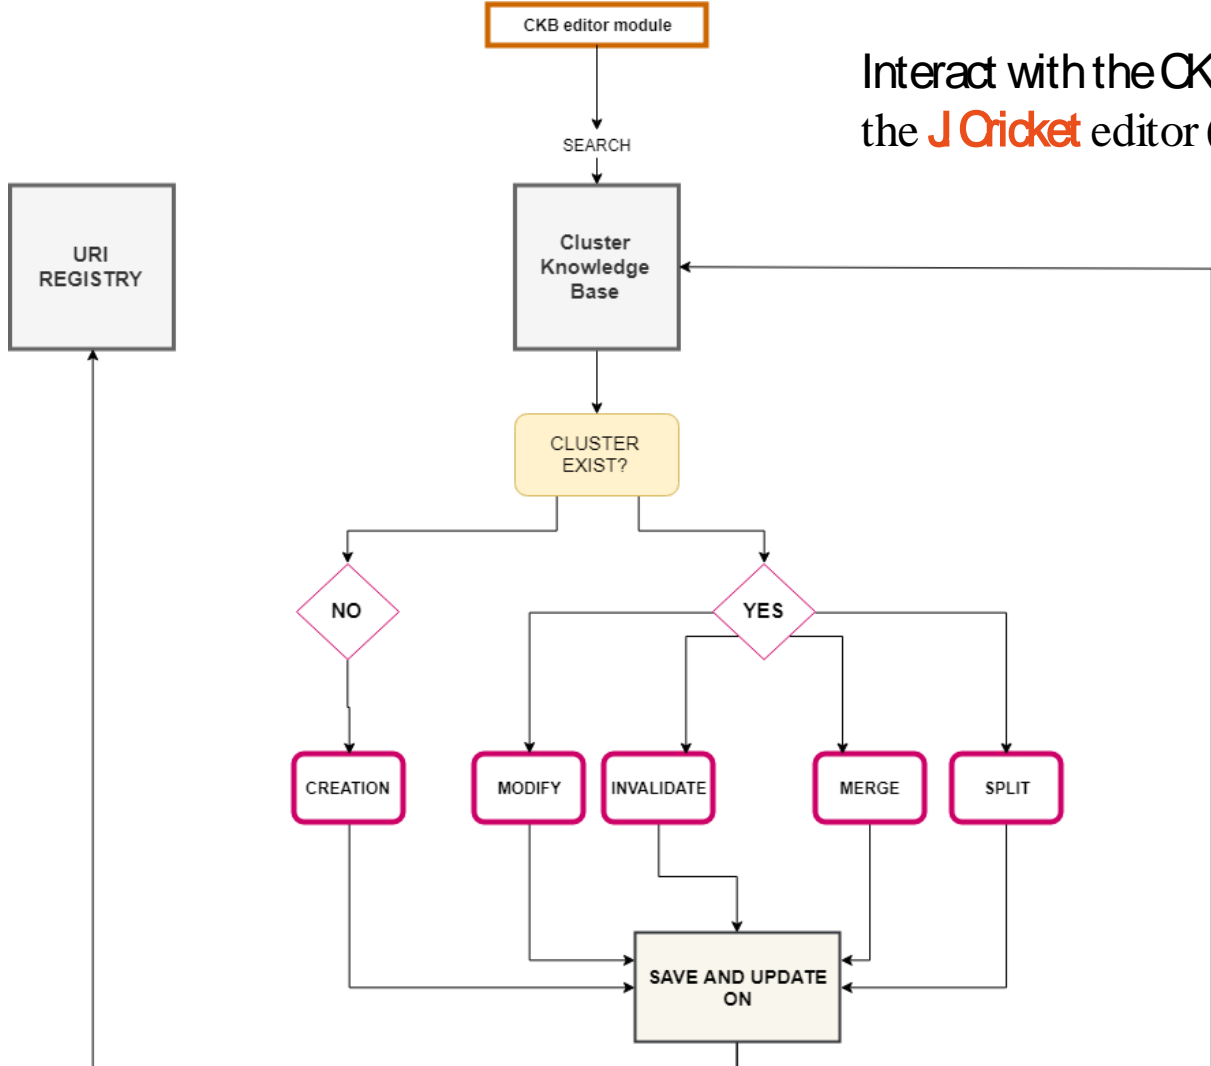 CKB editor module
Interact with the CK
the J.Cricket editor (
SEARCH
URI
REGISTRY
Cluster
Knowledge
Base
CLUSTER
EXIST?
NO
YES
CREATION
MODIFY
INVALIDATE
MERGE
SPLIT
SAVE AND UPDATE
ON